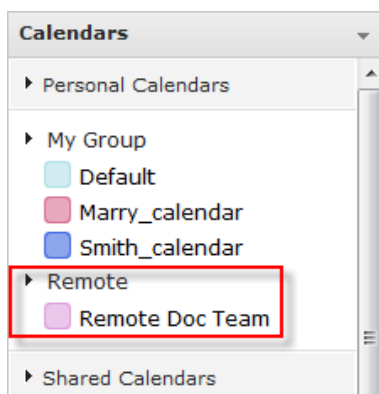 Calendars
Personal Calendars
My Group
Default
Marry_calendar
Smith_calendar
Remote
Remote Doc Team
Shared Calendars